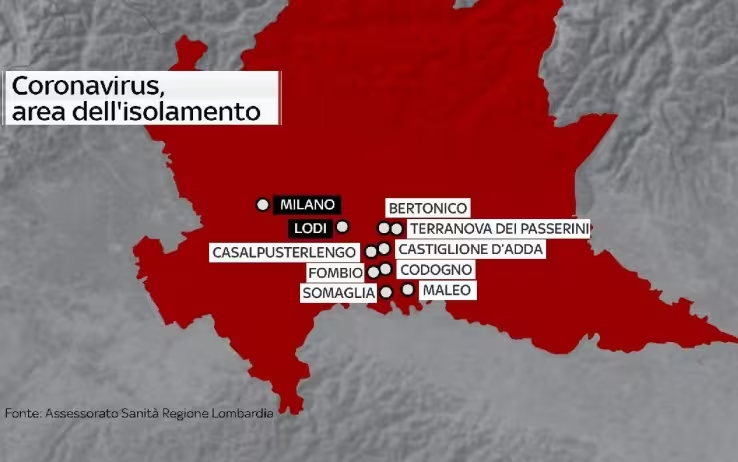 Coronavirus,
area dell'isolamento
MILANO
BERTONICO
LODI
TERRANOVA DEI PASSERINI
CASALPUSTERLENGO
CASTIGLIONE D'ADDA
FOMBIO
CODOGNO
SOMAGLIA
MALEO
Fonte: Assessorato Sanità Regione Lombardia